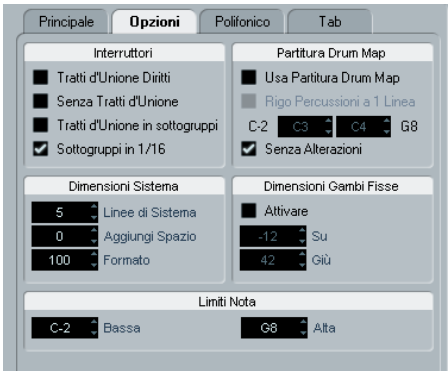 Principale Opzioni Polifonico Tab
Interruttori
Tratti d'Unione Diritti
Senza Tratti d'Unione
Tratti d'Unione in sottogruppi
Sottogruppi in 1/16
Partitura Drum Map
Usa Partitura Drum Map
Rigo Percussioni a 1 Linea
C-2 C3 C4 G8
Senza Alterazioni
Dimensioni Sistema
5 Linee di Sistema
0 Aggiungi Spazio
100 Formato
Dimensioni Gambi Fisse
Attivare
-12 Su
42 Giù
Limiti Nota
C-2 Bassa G8 Alta